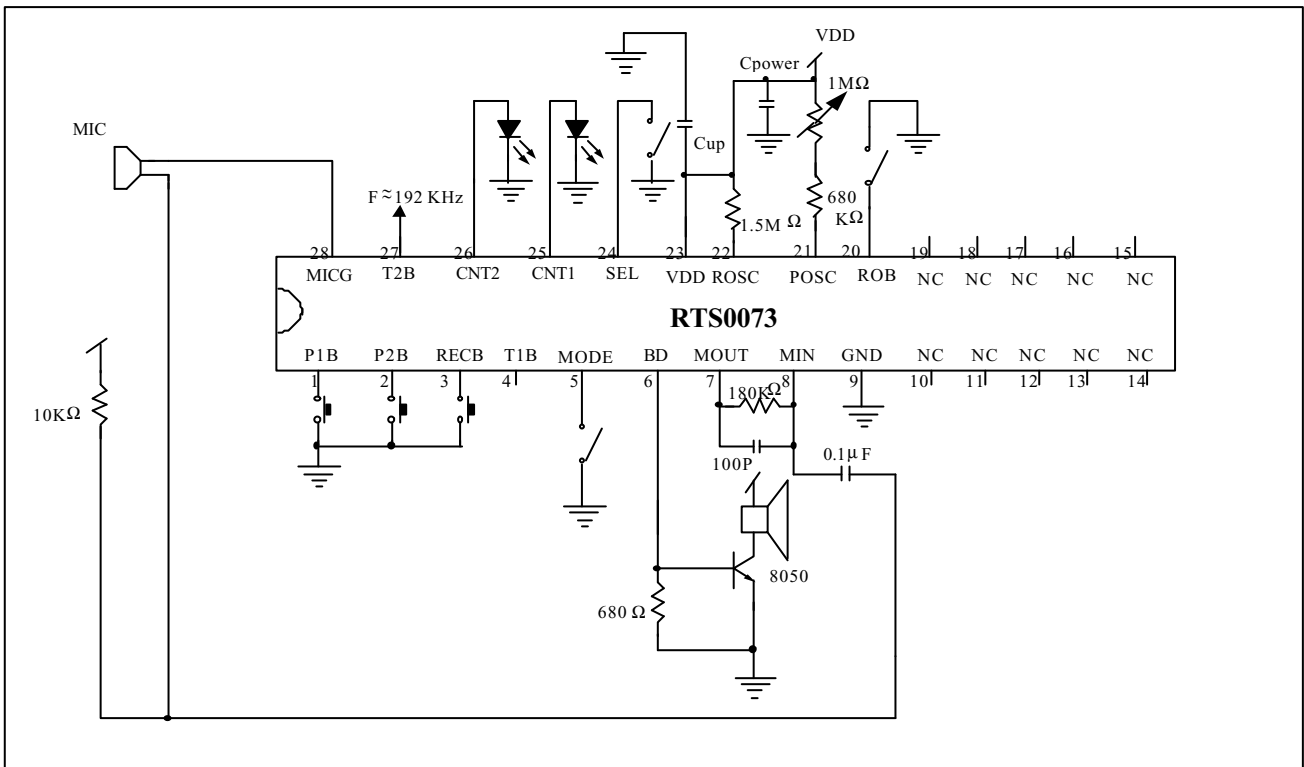 VDD
Cpower
1MΩ
MIC
Cup
F≈192 KHz
680
KΩ
1.5M Ω
28 27 26 25 24 23 22 21 20 19 18 17 16 15
MICG T2B CNT2 CNT1 SEL VDD ROSC POSC ROB NC NC NC NC NC
RTS0073
P1B P2B RECB T1B MODE BD MOUT MIN GND NC NC NC NC NC
1 2 3 4 5 6 7 8 9 10 11 12 13 14
180KΩ
10KΩ
100P
0.1μF
8050
680 Ω